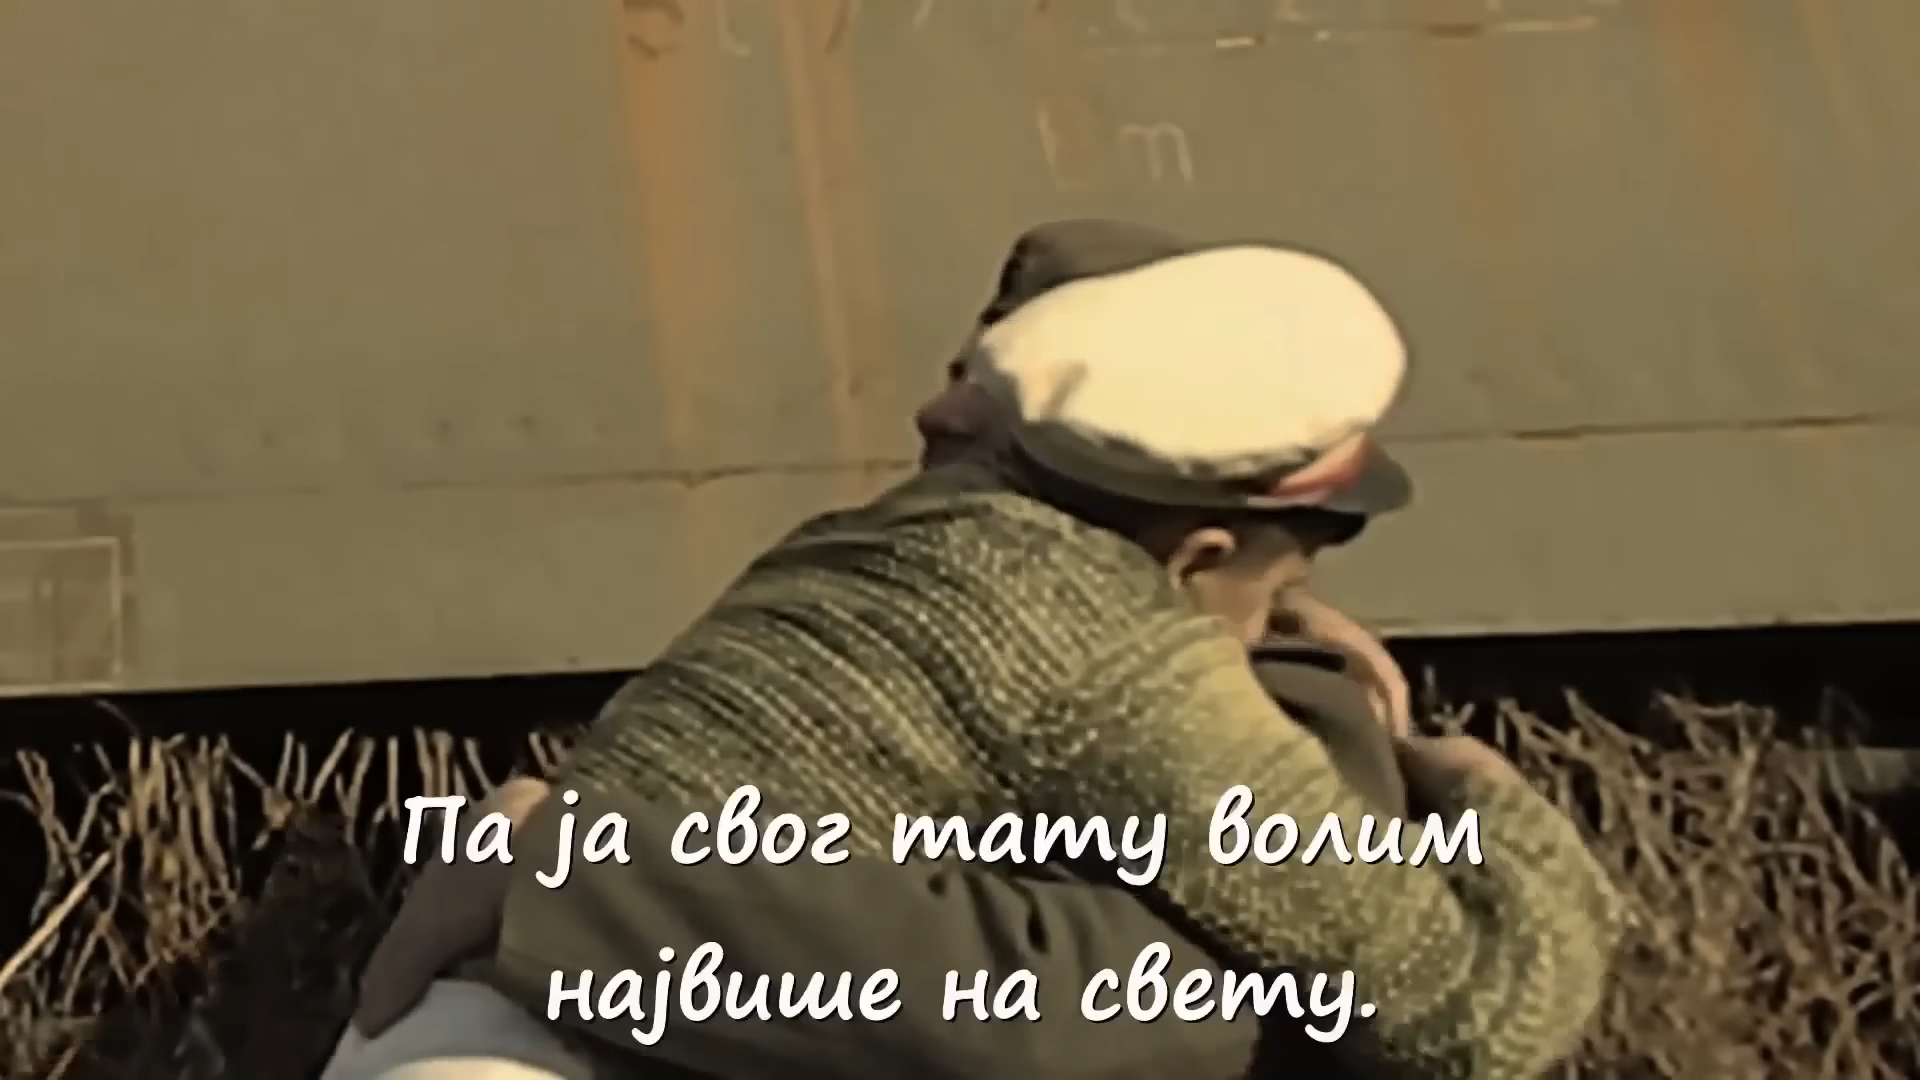 Па ја свог тату волим
највише на свету.